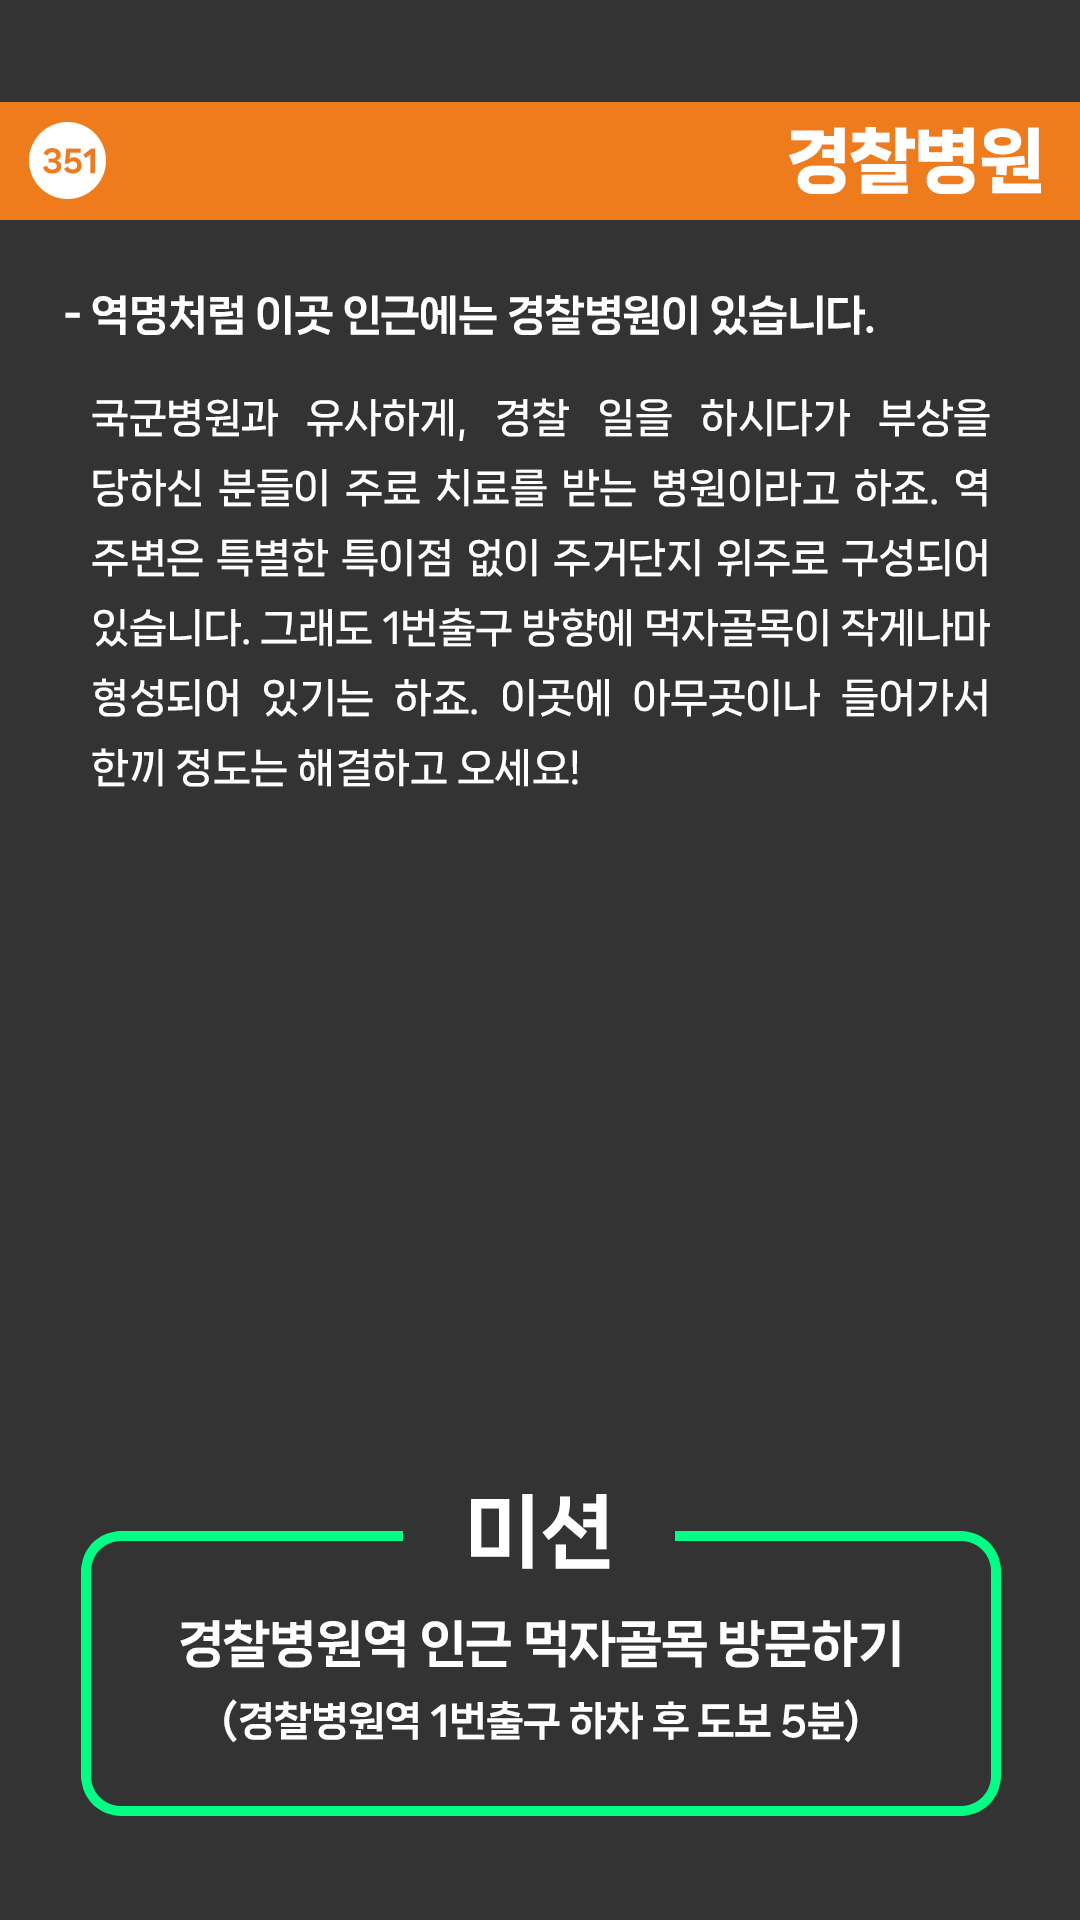 351
경찰병원
- 역명처럼 이곳 인근에는 경찰병원이 있습니다.
국군병원과 유사하게, 경찰 일을 하시다가 부상을
당하신 분들이 주료 치료를 받는 병원이라고 하죠. 역
주변은 특별한 특이점 없이 주거단지 위주로 구성되어
있습니다. 그래도 1번출구 방향에 먹자골목이 작게나마
형성되어 있기는 하죠. 이곳에 아무곳이나 들어가서
한끼 정도는 해결하고 오세요!
미션
경찰병원역 인근 먹자골목 방문하기
(경찰병원역 1번출구 하차 후 도보 5분)